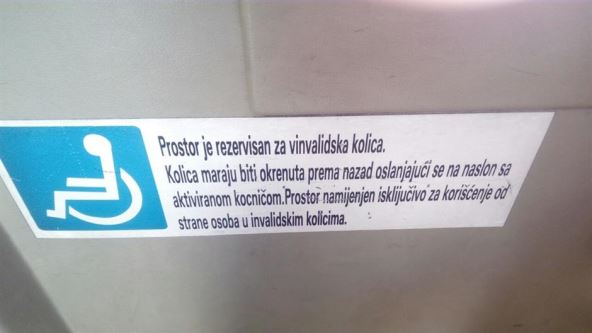 Prostor je rezervisan za vinvalidska kolica.
Kolica maraju biti okrenuta prema nazad oslanjajući se na naslon sa
aktiviranom kocničom.Prostor namijenjen isključivo za korišćenje od
strane osoba u invalidskim kolicima.